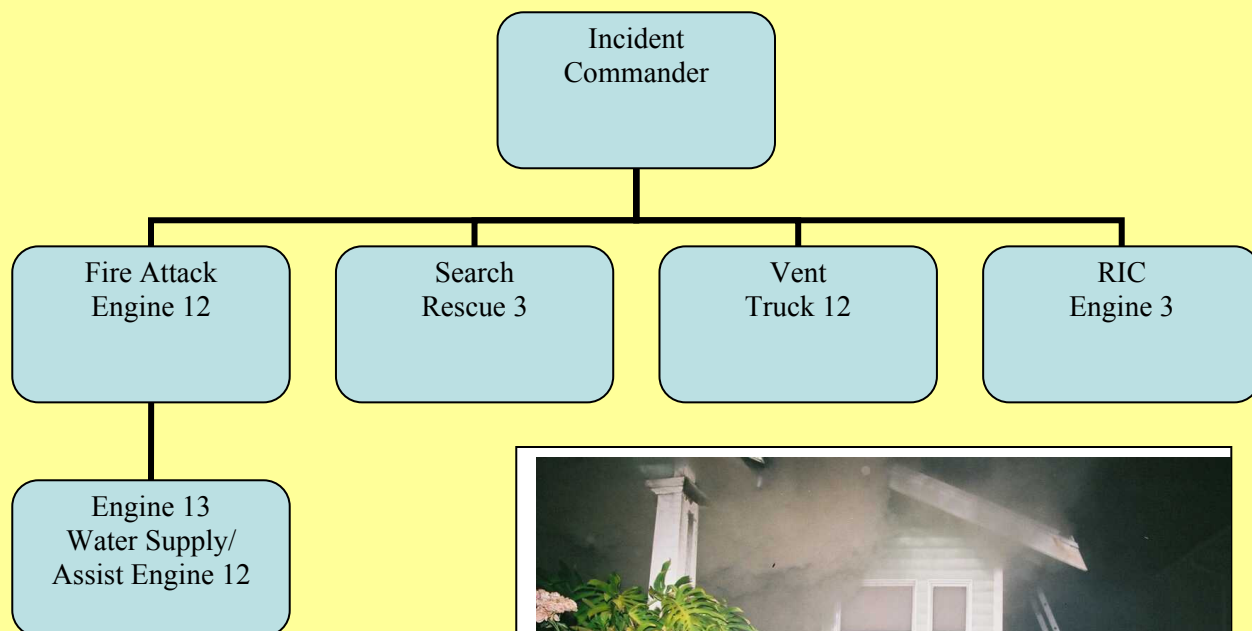 Incident
Commander
Fire Attack
Engine 12
Search
Rescue 3
Vent
Truck 12
RIC
Engine 3
Engine 13
Water Supply/
Assist Engine 12